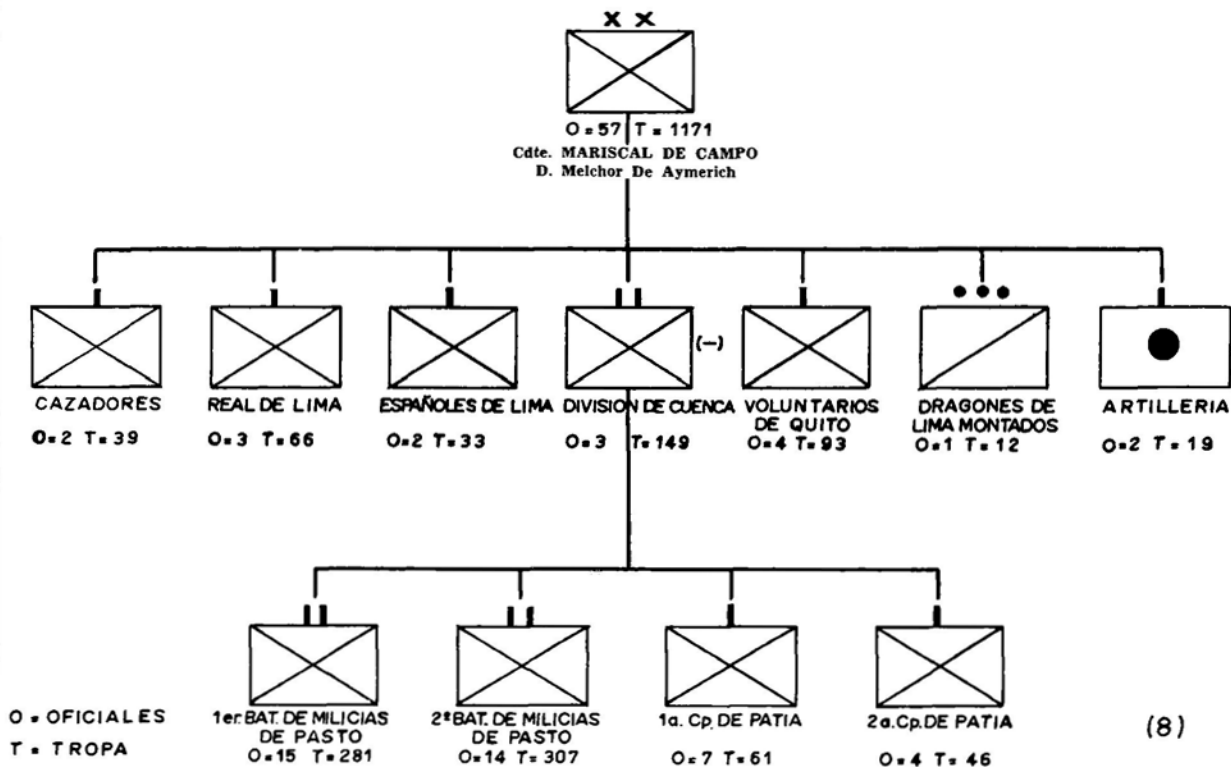 O = 57 T = 1171
Cdte. MARISCAL DE CAMPO
D. Melchor De Aymerich
(—)
CAZADORES
O=2 T=39
REAL DE LIMA
O=3 T=66
ESPAÑOLES DE LIMA
O=2 T=33
DIVISION DE CUENCA
O=3 T=149
VOLUNTARIOS
DE QUITO
O=4 T=93
DRAGONES DE
LIMA MONTADOS
O=1 T=12
ARTILLERIA
O=2 T=19
1er. BAT. DE MILICIAS
DE PASTO
O=15 T=281
2º BAT. DE MILICIAS
DE PASTO
O=14 T=307
1a. Cp. DE PATIA
O=7 T=61
2a. Cp. DE PATIA
O=4 T=46
O = OFICIALES
T = TROPA
(8)